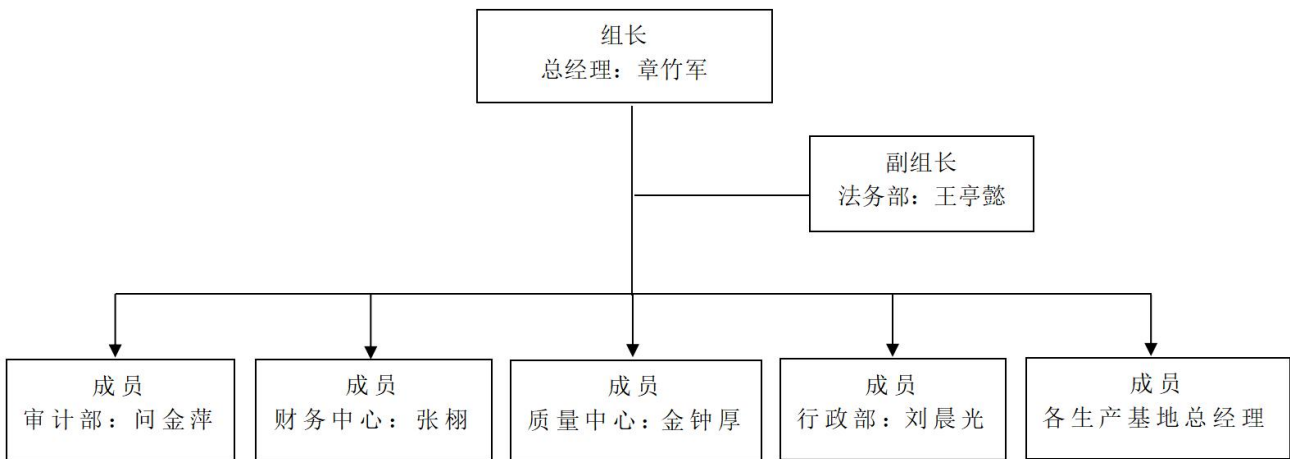 组长
总经理：章竹军
副组长
法务部：王亭懿
成员
审计部：问金萍
成员
财务中心：张栩
成员
质量中心：金钟厚
成员
行政部：刘晨光
成员
各生产基地总经理